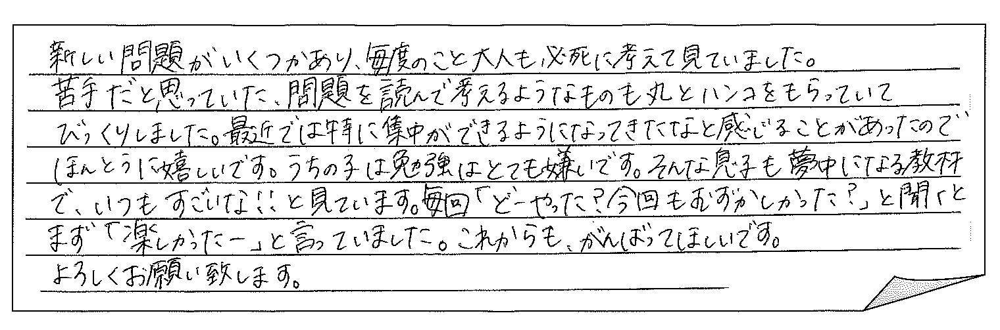 新しい問題がいくつかあり、毎度のこと大人も必死に考えて見ていました。
苦手だと思っていた、問題を読んで考えるようなものも丸とハンコをもらっていて
びっくりしました。最近では特に集中ができるようになってきたなと感じることがあったので
ほんとうに嬉しいです。うちの子は勉強はとても嫌いです。そんな息子も夢中になる教材
で、いつもすごいな!!と見ています。毎回「どーやった?今回もむずかしかった?」と聞くと
まず「楽しかったー」と言っていました。これからも、がんばってほしいです。
よろしくお願い致します。